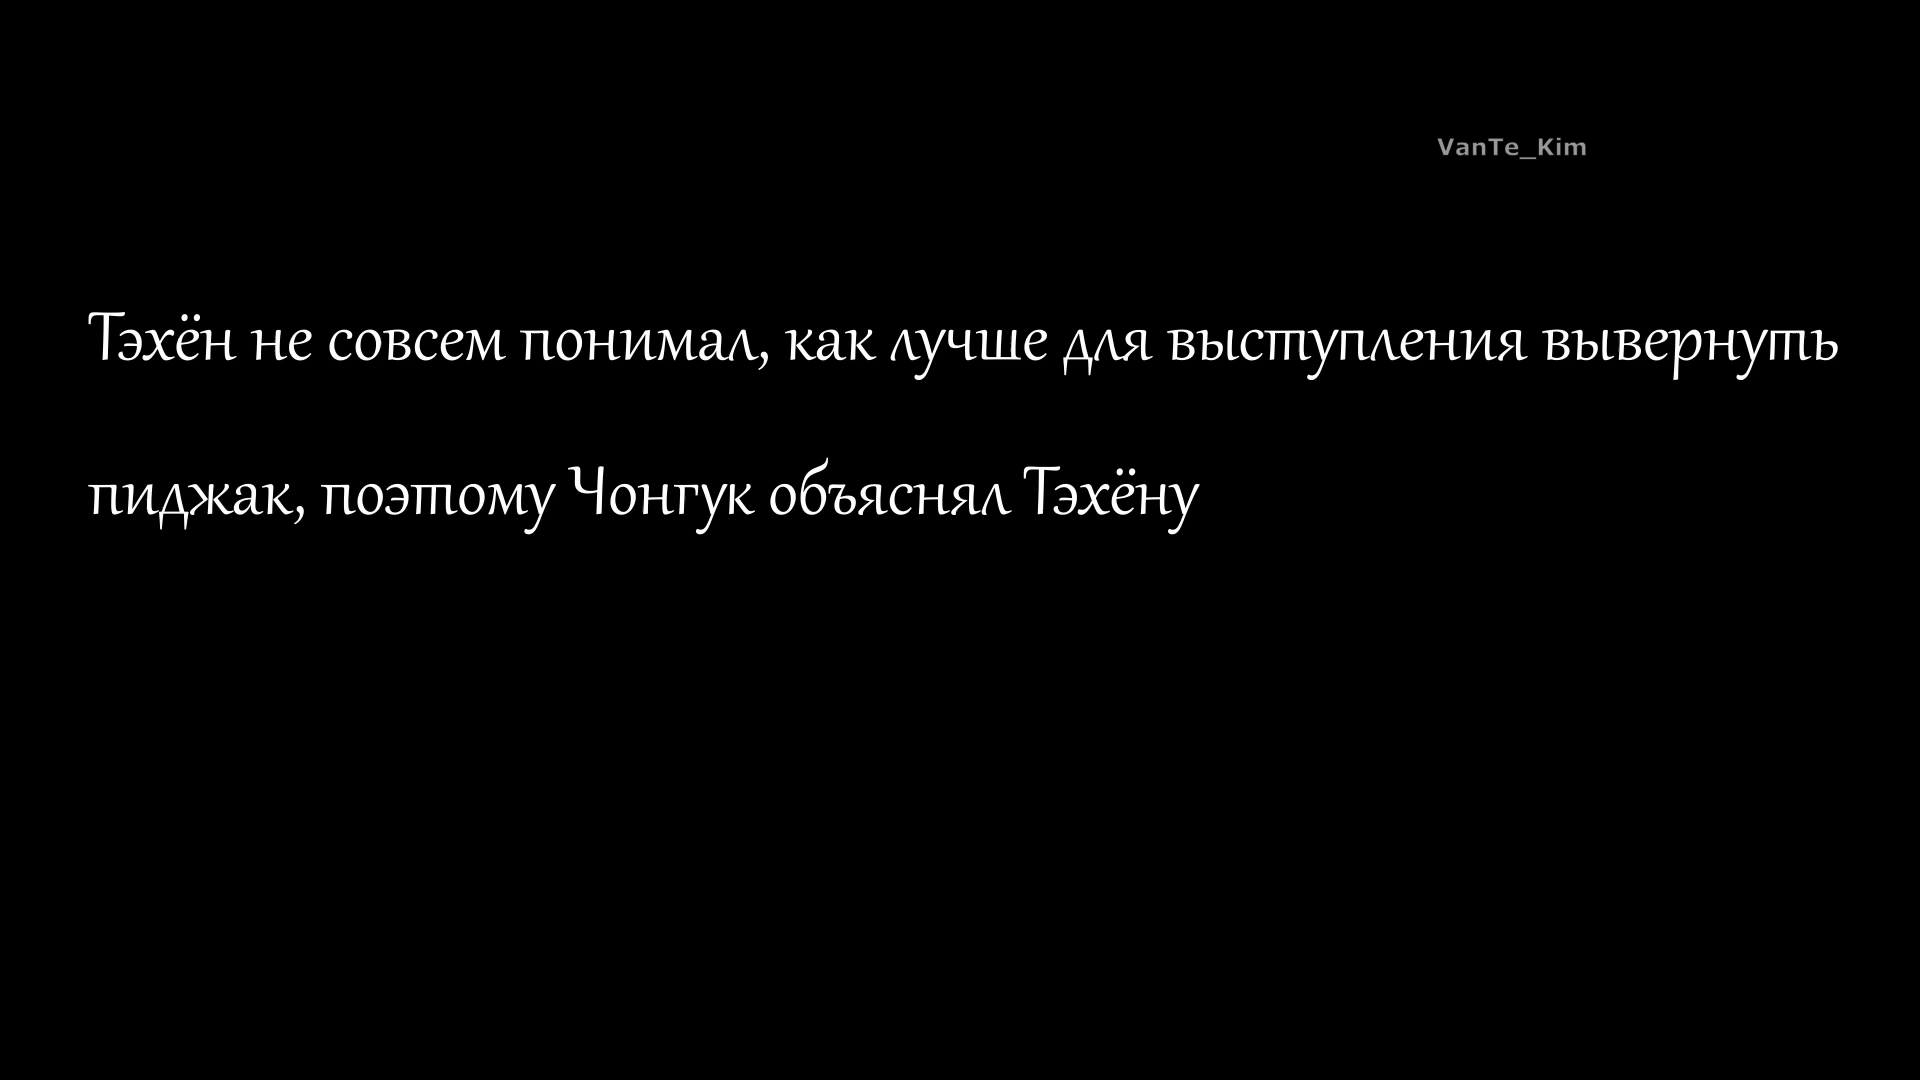 VanTe_Kim
Тэхён не совсем понимал, как лучше для выступления вывернуть
пиджак, поэтому Чонгук объяснял Тэхёну